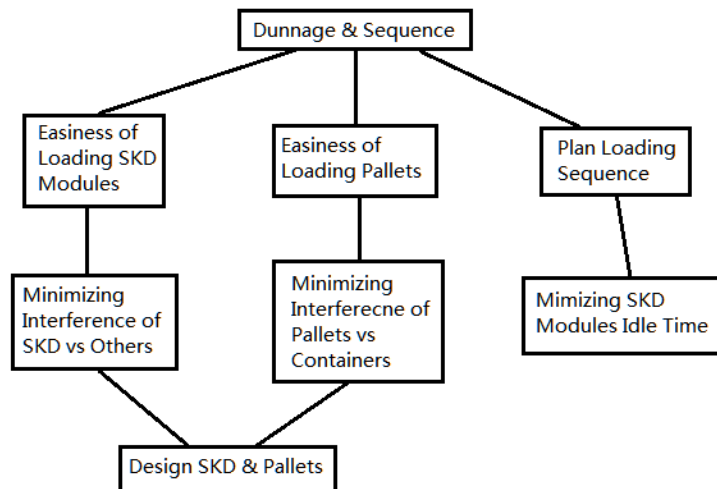 Dunnage & Sequence
Easiness of
Loading SKD
Modules
Easiness of
Loading Pallets
Plan Loading
Sequence
Minimizing
Interference of
SKD vs Others
Minimizing
Interferecne of
Pallets vs
Containers
Mimizing SKD
Modules Idle Time
Design SKD & Pallets